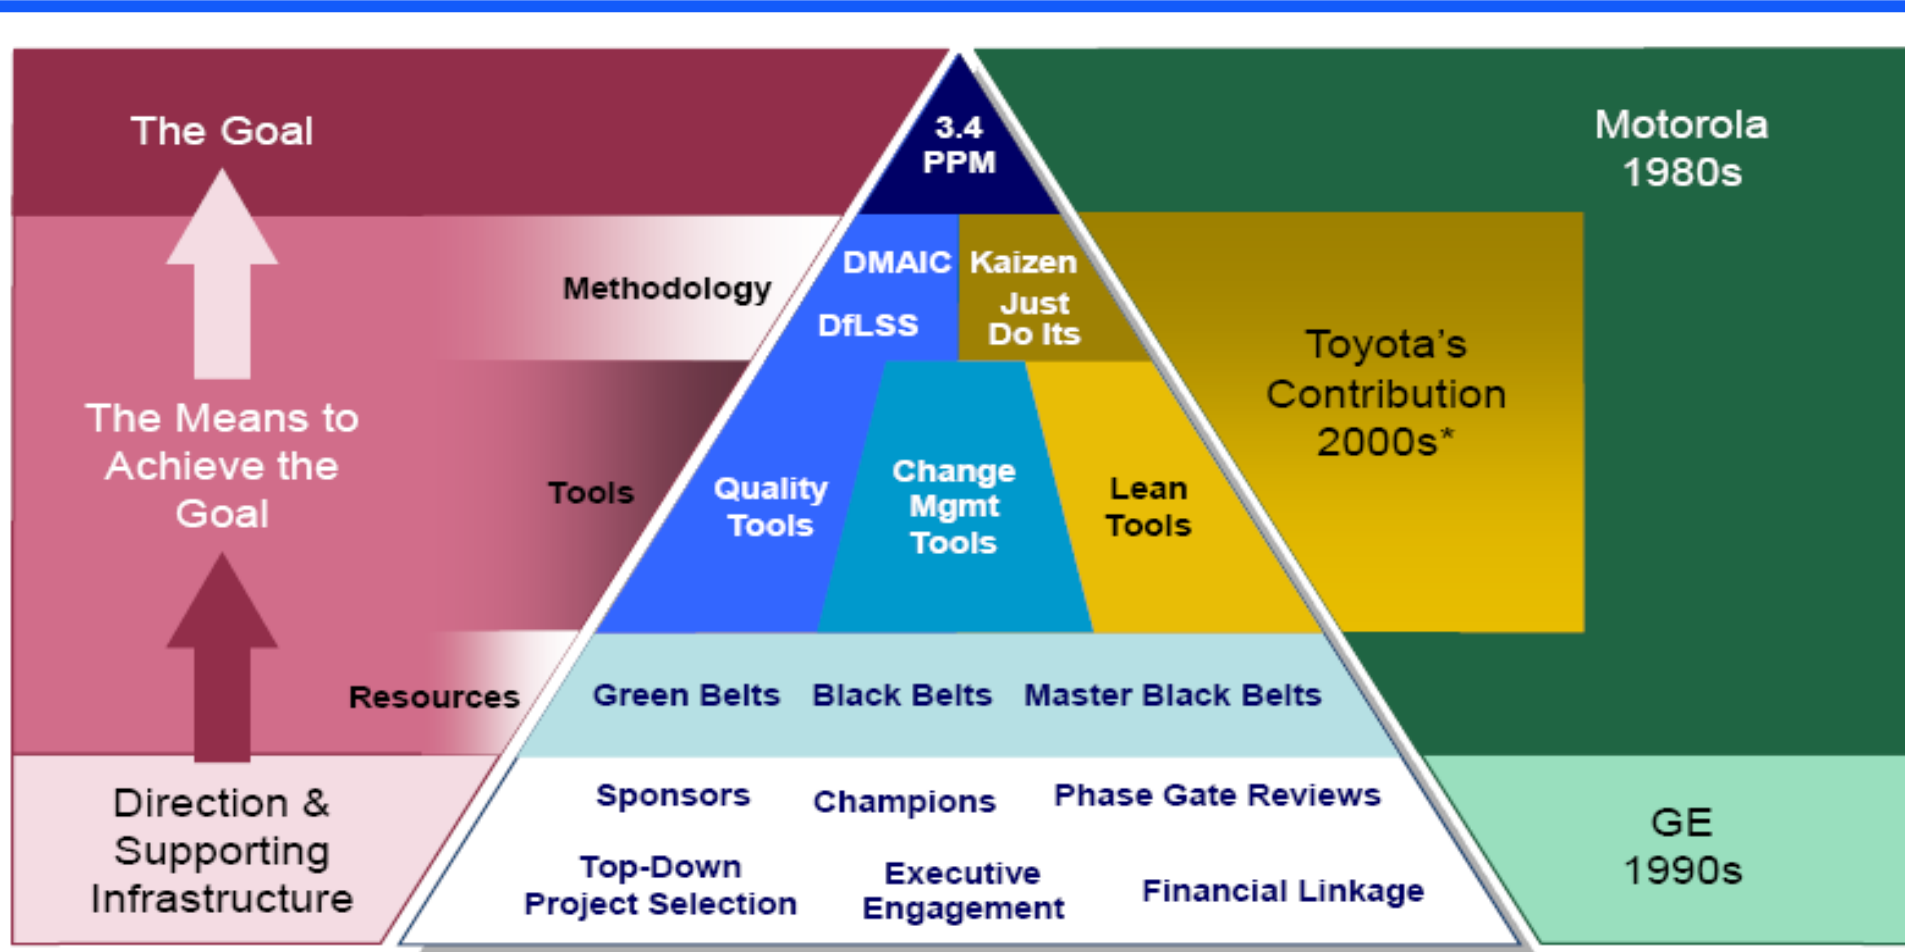 The Goal
The Means to
Achieve the
Goal
Direction &
Supporting
Infrastructure
Methodology
Tools
Resources
3.4
PPM
DMAIC
DfLSS
Kaizen
Just
Do Its
Quality
Tools
Change
Mgmt
Tools
Lean
Tools
Green Belts
Black Belts
Master Black Belts
Sponsors
Champions
Phase Gate Reviews
Top-Down
Project Selection
Executive
Engagement
Financial Linkage
Motorola
1980s
Toyota's
Contribution
2000s*
GE
1990s